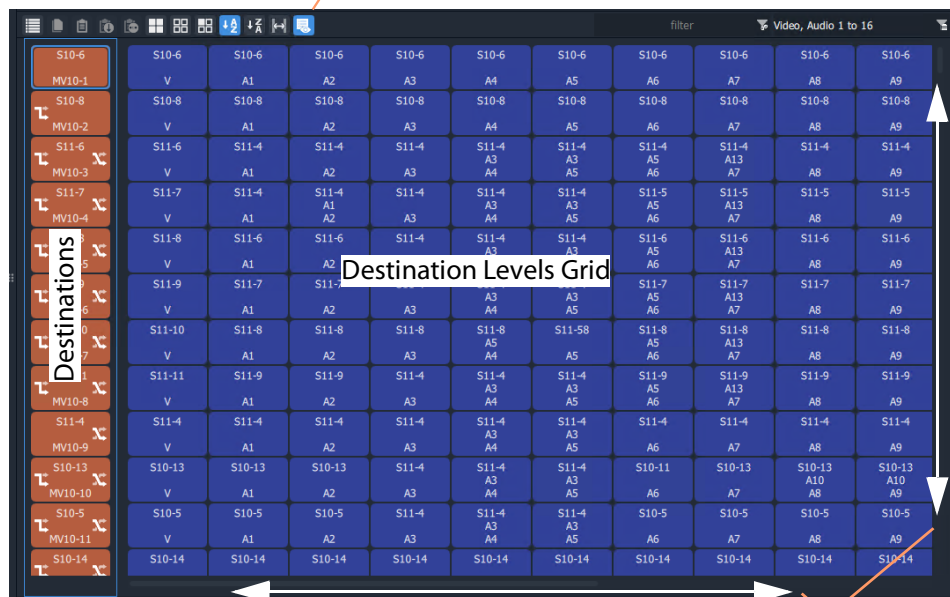 filter Video, Audio 1 to 16
S10-6 S10-6 S10-6 S10-6 S10-6 S10-6 S10-6 S10-6 S10-6 S10-6 S10-6
MV10-1 V A1 A2 A3 A4 A5 A6 A7 A8 A9
S10-8 S10-8 S10-8 S10-8 S10-8 S10-8 S10-8 S10-8 S10-8 S10-8 S10-8
MV10-2 V A1 A2 A3 A4 A5 A6 A7 A8 A9
S11-6 S11-6 S11-4 S11-4 S11-4 S11-4 S11-4 S11-4 S11-4 S11-4 S11-4
A3 A3 A5 A13
MV10-3 V A1 A2 A3 A4 A5 A6 A7 A8 A9
S11-7 S11-7 S11-4 S11-4 S11-4 S11-4 S11-4 S11-5 S11-5 S11-5 S11-5
A1 A3 A3 A5 A13
MV10-4 V A1 A2 A3 A4 A5 A6 A7 A8 A9
S11-8 S11-6 S11-6 S11-4 S11-4 S11-4 S11-6 S11-6 S11-6 S11-6
A3 A3 A5 A13
V A1 A2 A6 A7 A8 A9
Destinations
Destination Levels Grid
S11-9 S11-7 S11-7 S11-7 S11-7 S11-7
A3 A3 A5 A13
V A1 A2 A3 A4 A5 A6 A7 A8 A9
S11-10 S11-8 S11-8 S11-8 S11-8 S11-58 S11-8 S11-8 S11-8 S11-8
A5 A5 A13
V A1 A2 A3 A4 A5 A6 A7 A8 A9
S11-11 S11-9 S11-9 S11-4 S11-4 S11-4 S11-9 S11-9 S11-9 S11-9
A3 A3 A5 A13
MV10-8 V A1 A2 A3 A4 A5 A6 A7 A8 A9
S11-4 S11-4 S11-4 S11-4 S11-4 S11-4 S11-4 S11-4 S11-4 S11-4 S11-4
A3 A3
MV10-9 V A1 A2 A3 A4 A5 A6 A7 A8 A9
S10-13 S10-13 S10-13 S10-13 S11-4 S11-4 S11-4 S10-11 S10-13 S10-13 S10-13
A3 A3 A10 A10
MV10-10 V A1 A2 A3 A4 A5 A6 A7 A8 A9
S10-5 S10-5 S10-5 S10-5 S11-4 S11-4 S11-4 S10-5 S10-5 S10-5 S10-5
A3 A3
MV10-11 V A1 A2 A3 A4 A5 A6 A7 A8 A9
S10-14 S10-14 S10-14 S10-14 S10-14 S10-14 S10-14 S10-14 S10-14 S10-14 S10-14